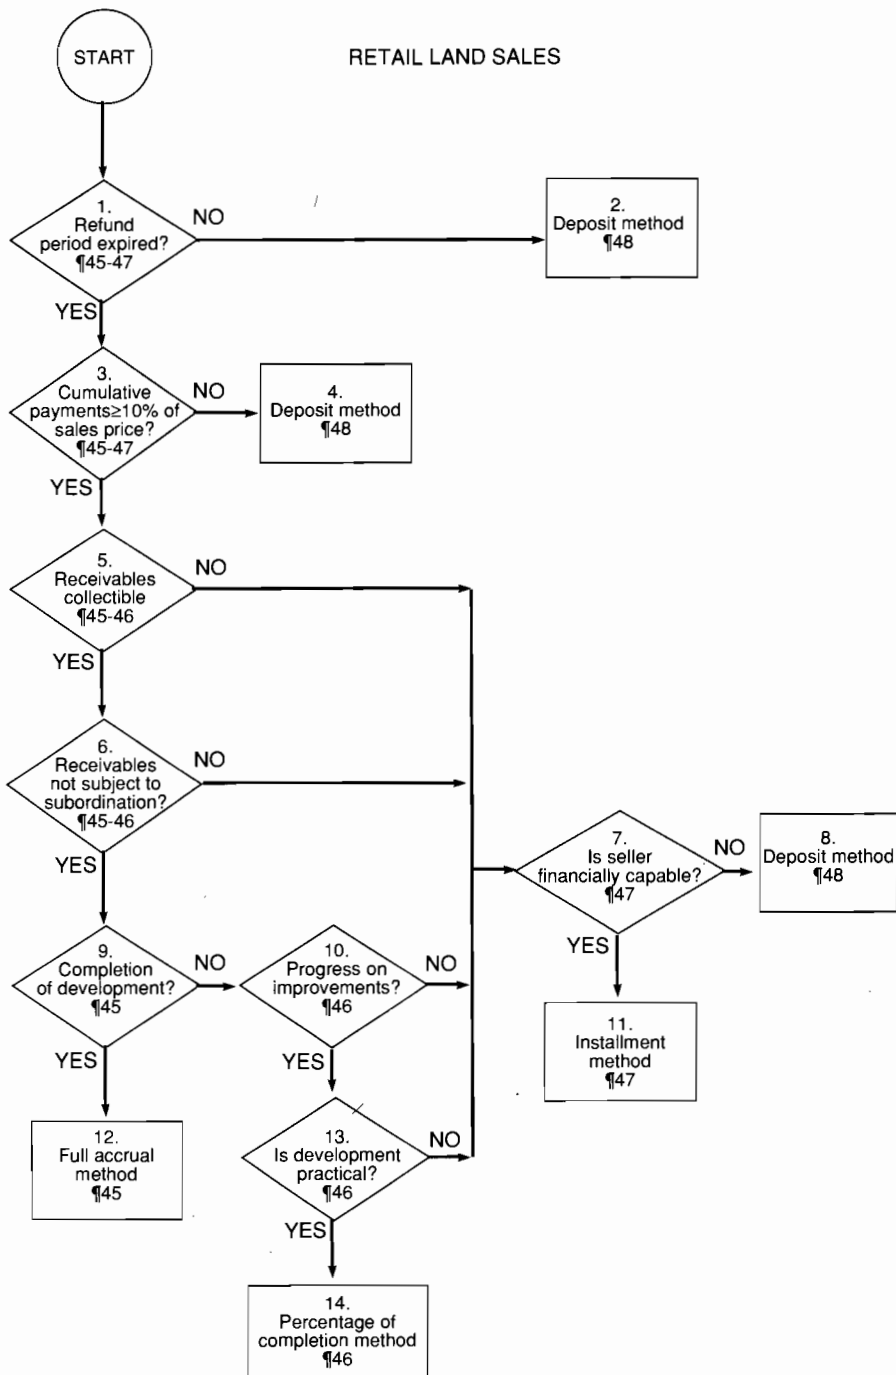 RETAIL LAND SALES
START
1.
Refund
period expired?
¶45-47
NO
2.
Deposit method
¶48
YES
3.
Cumulative
payments≥10% of
sales price?
¶45-47
NO
4.
Deposit method
¶48
YES
5.
Receivables
collectible
¶45-46
NO
YES
6.
Receivables
not subject to
subordination?
¶45-46
NO
YES
7.
Is seller
financially capable?
¶47
NO
8.
Deposit method
¶48
YES
9.
Completion
of development?
¶45
NO
10.
Progress on
improvements?
¶46
NO
11.
Installment
method
¶47
YES
YES
12.
Full accrual
method
¶45
13.
Is development
practical?
¶46
NO
YES
14.
Percentage of
completion method
¶46